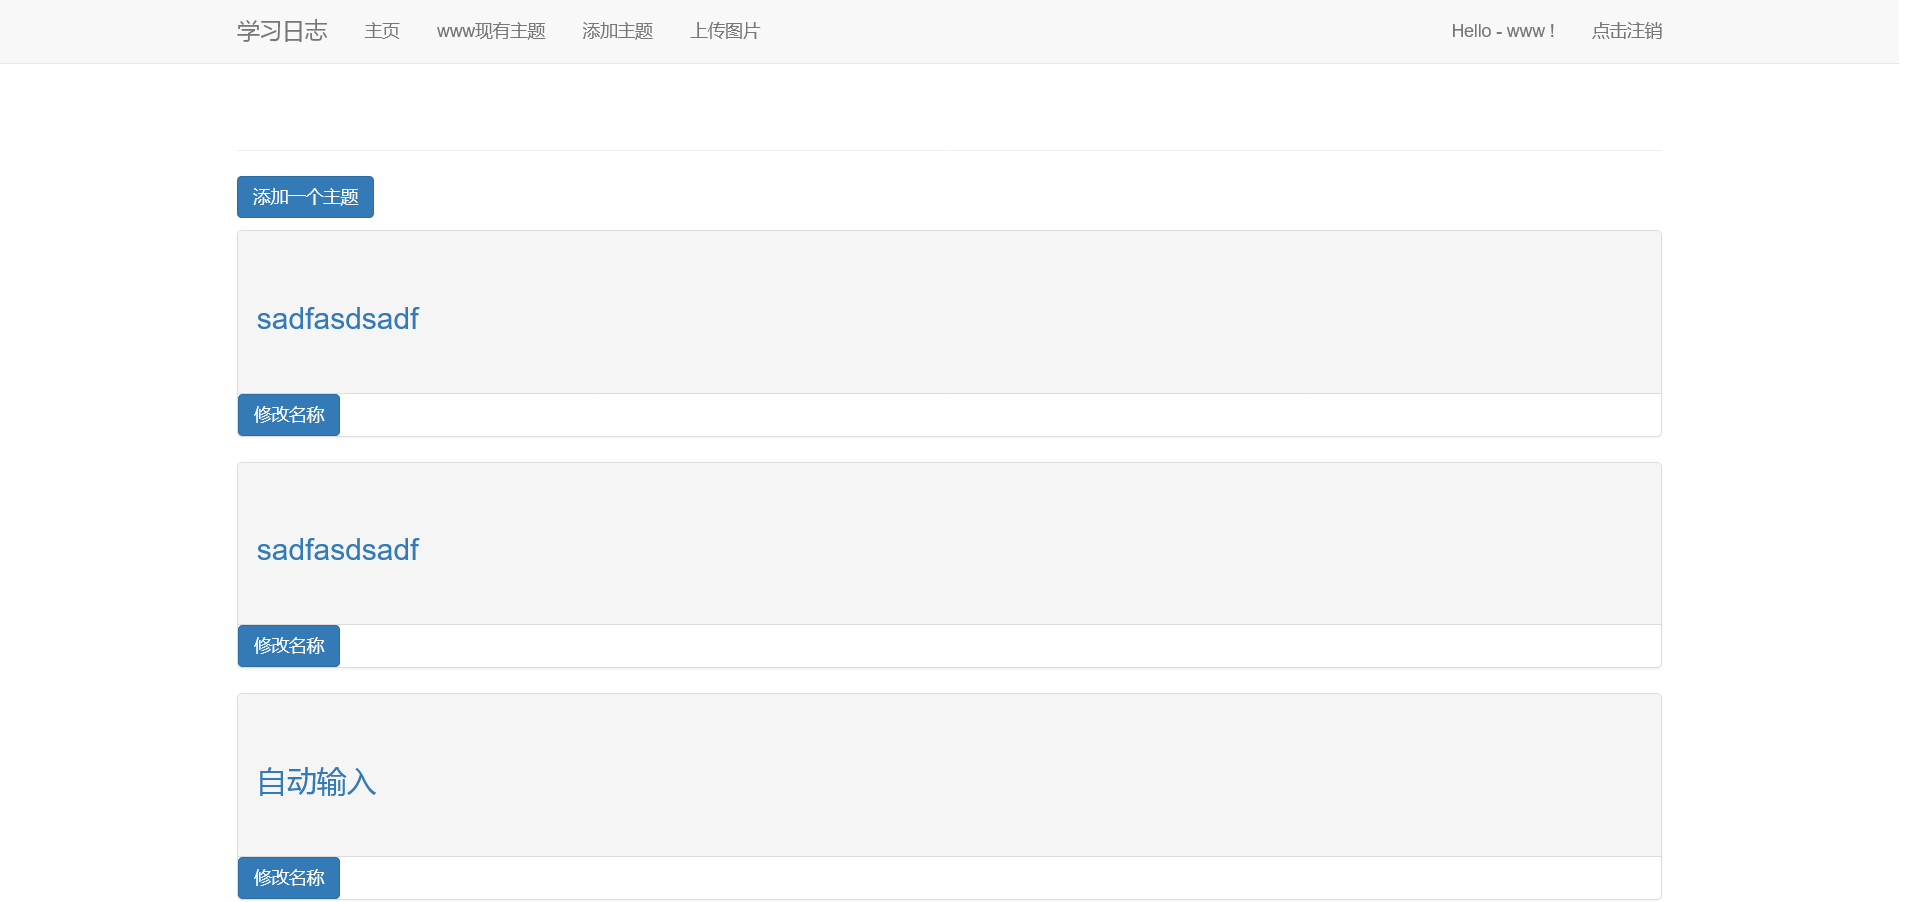 学习日志 主页 www现有主题 添加主题 上传图片 Hello - www ! 点击注销
添加一个主题
sadfasdsadf
修改名称
sadfasdsadf
修改名称
自动输入
修改名称